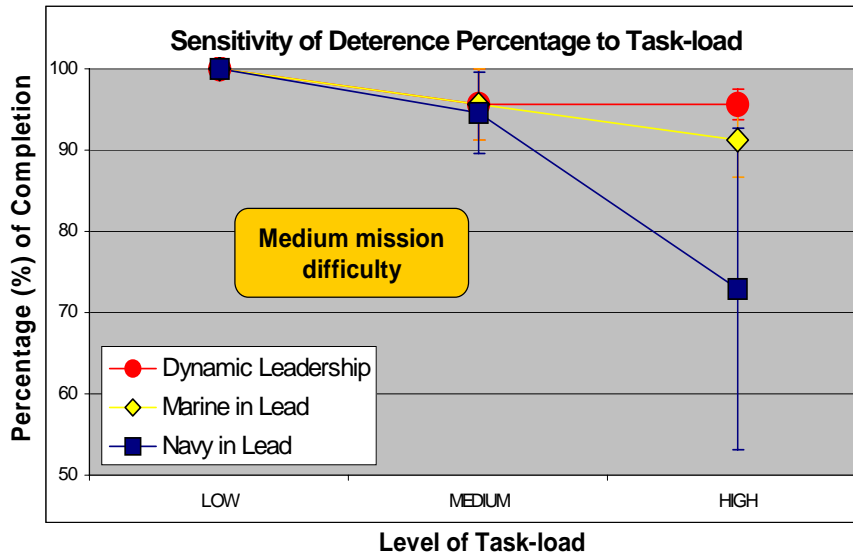 Sensitivity of Deterence Percentage to Task-load
Percentage (%) of Completion
100
90
80
70
60
50
Medium mission
difficulty
Dynamic Leadership
Marine in Lead
Navy in Lead
LOW
MEDIUM
HIGH
Level of Task-load